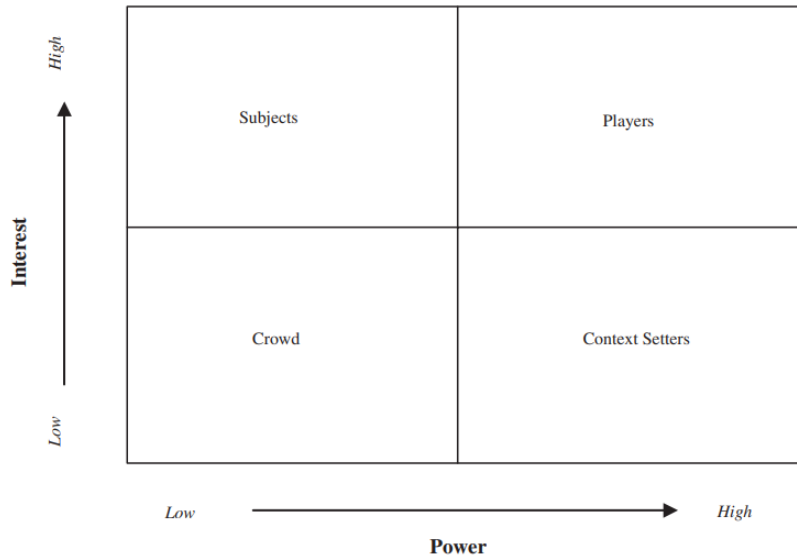 High
Subjects
Players
Interest
Crowd
Context Setters
Low
Low
High
Power